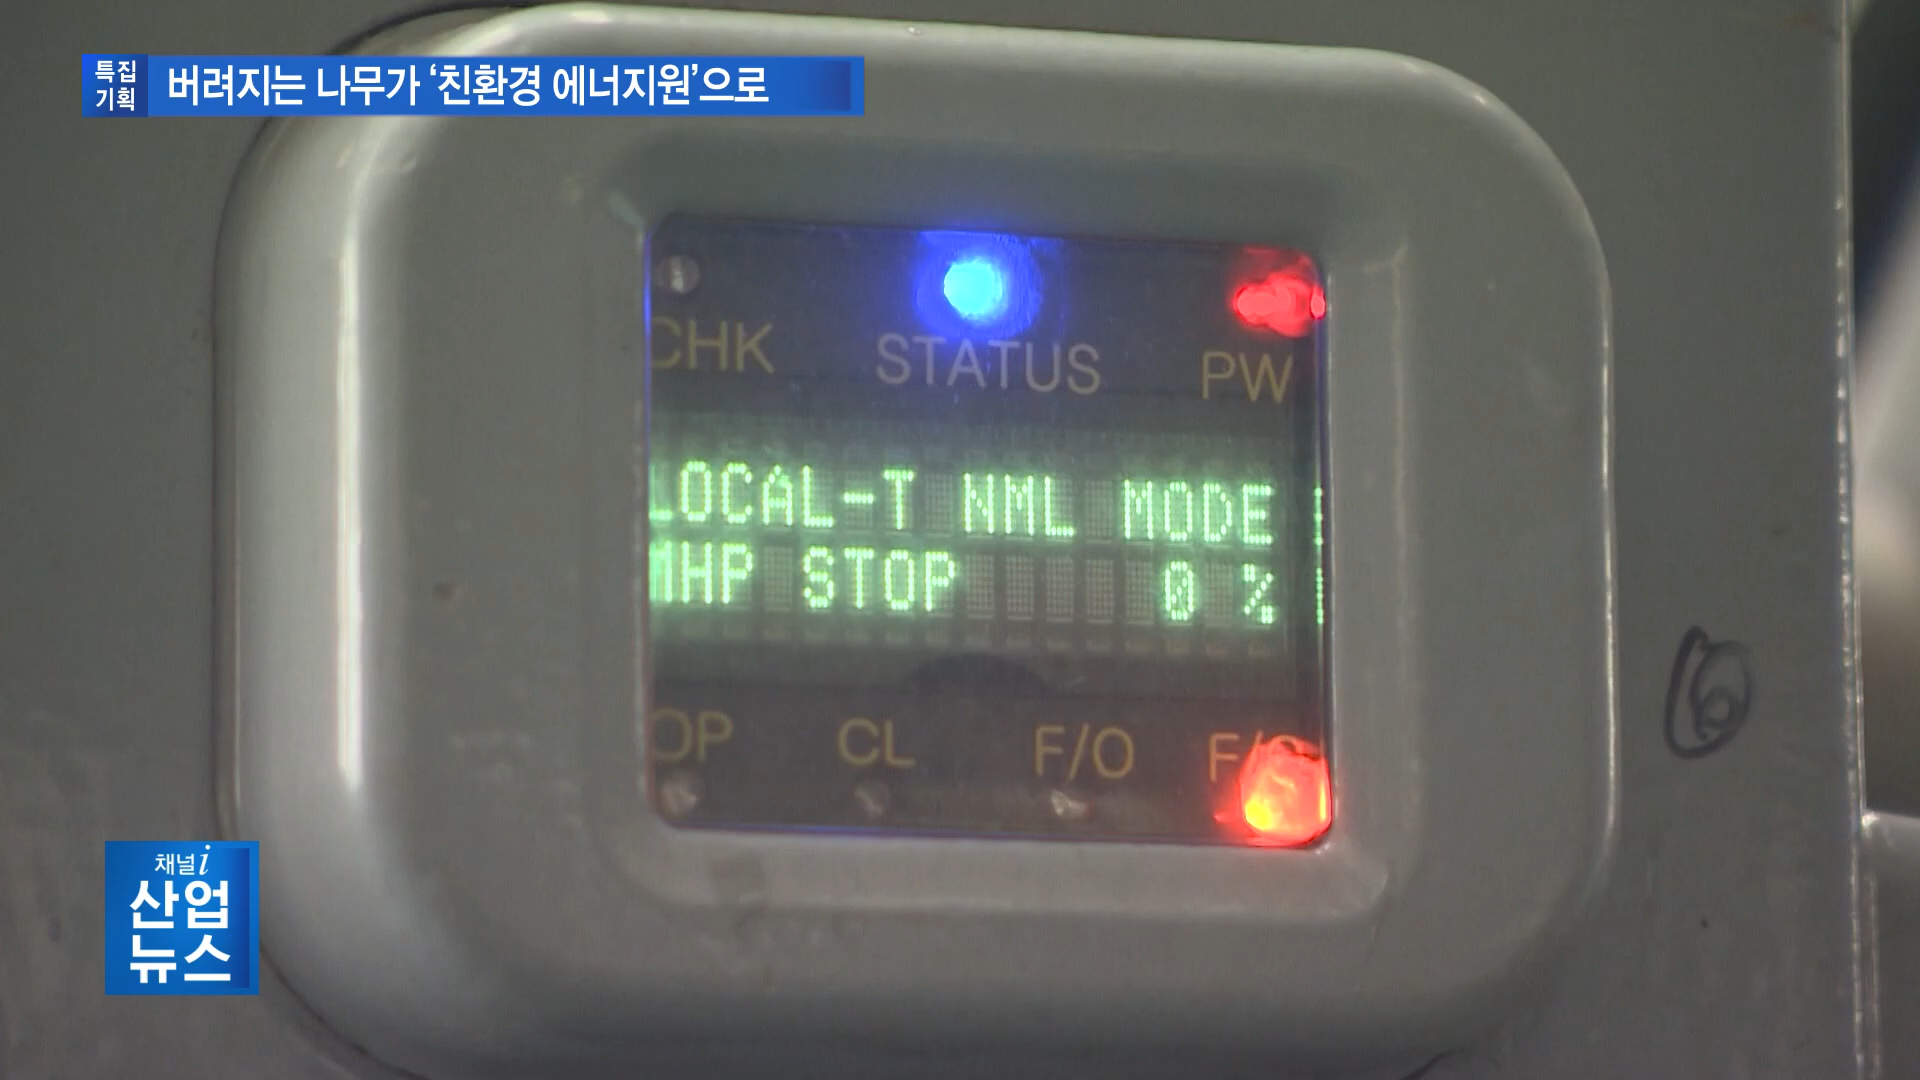 특집
기획
버려지는 나무가 ‘친환경 에너지원’으로
CHK STATUS PW
LOCAL-T NML MODE
MHP STOP 0 %
OP CL F/O
채널i
산업
뉴스